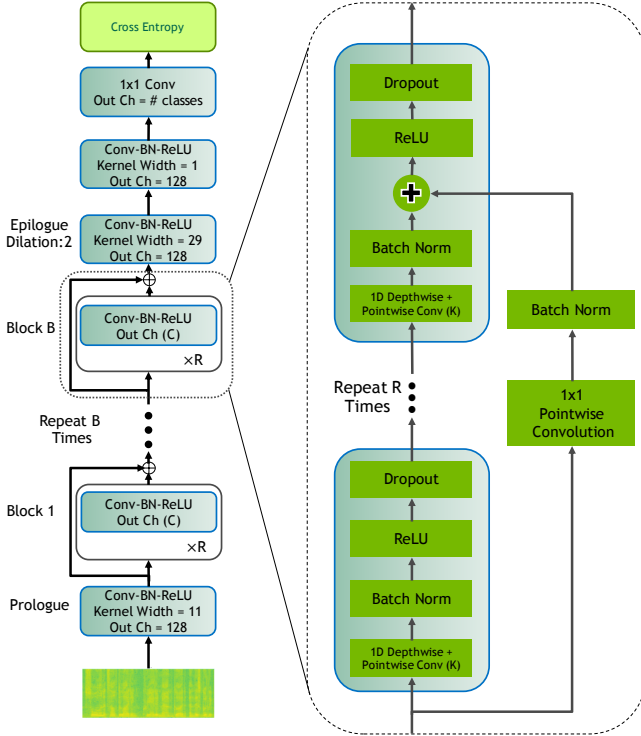 Cross Entropy
1x1 Conv
Out Ch = # classes
Conv-BN-ReLU
Kernel Width = 1
Out Ch = 128
Epilogue
Dilation:2
Conv-BN-ReLU
Kernel Width = 29
Out Ch = 128
Block B
Conv-BN-ReLU
Out Ch (C)
×R
Repeat B
Times
Block 1
Conv-BN-ReLU
Out Ch (C)
×R
Prologue
Conv-BN-ReLU
Kernel Width = 11
Out Ch = 128
Dropout
ReLU
Batch Norm
1D Depthwise +
Pointwise Conv (K)
Repeat R
Times
Dropout
ReLU
Batch Norm
1D Depthwise +
Pointwise Conv (K)
Batch Norm
1x1
Pointwise
Convolution